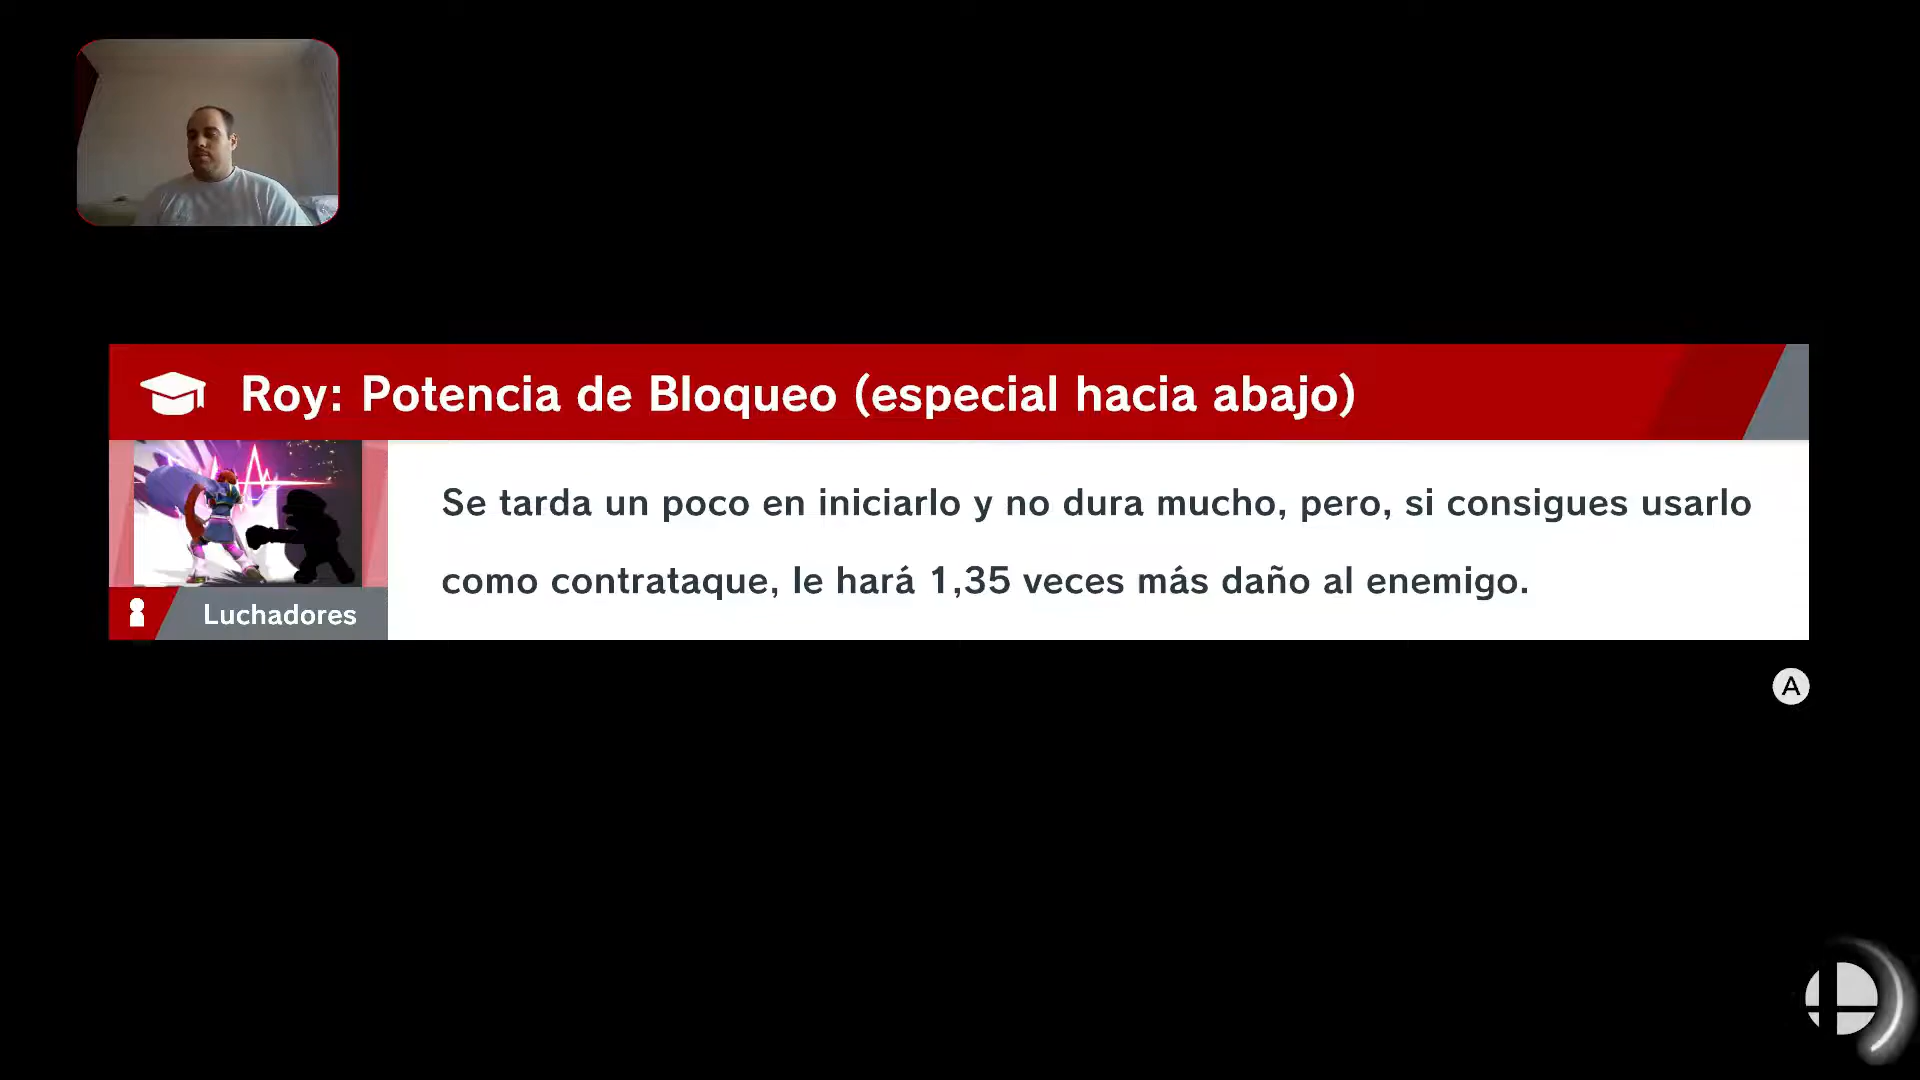 Roy: Potencia de Bloqueo (especial hacia abajo)
Se tarda un poco en iniciarlo y no dura mucho, pero, si consigues usarlo
como contrataque, le hará 1,35 veces más daño al enemigo.
Luchadores
A